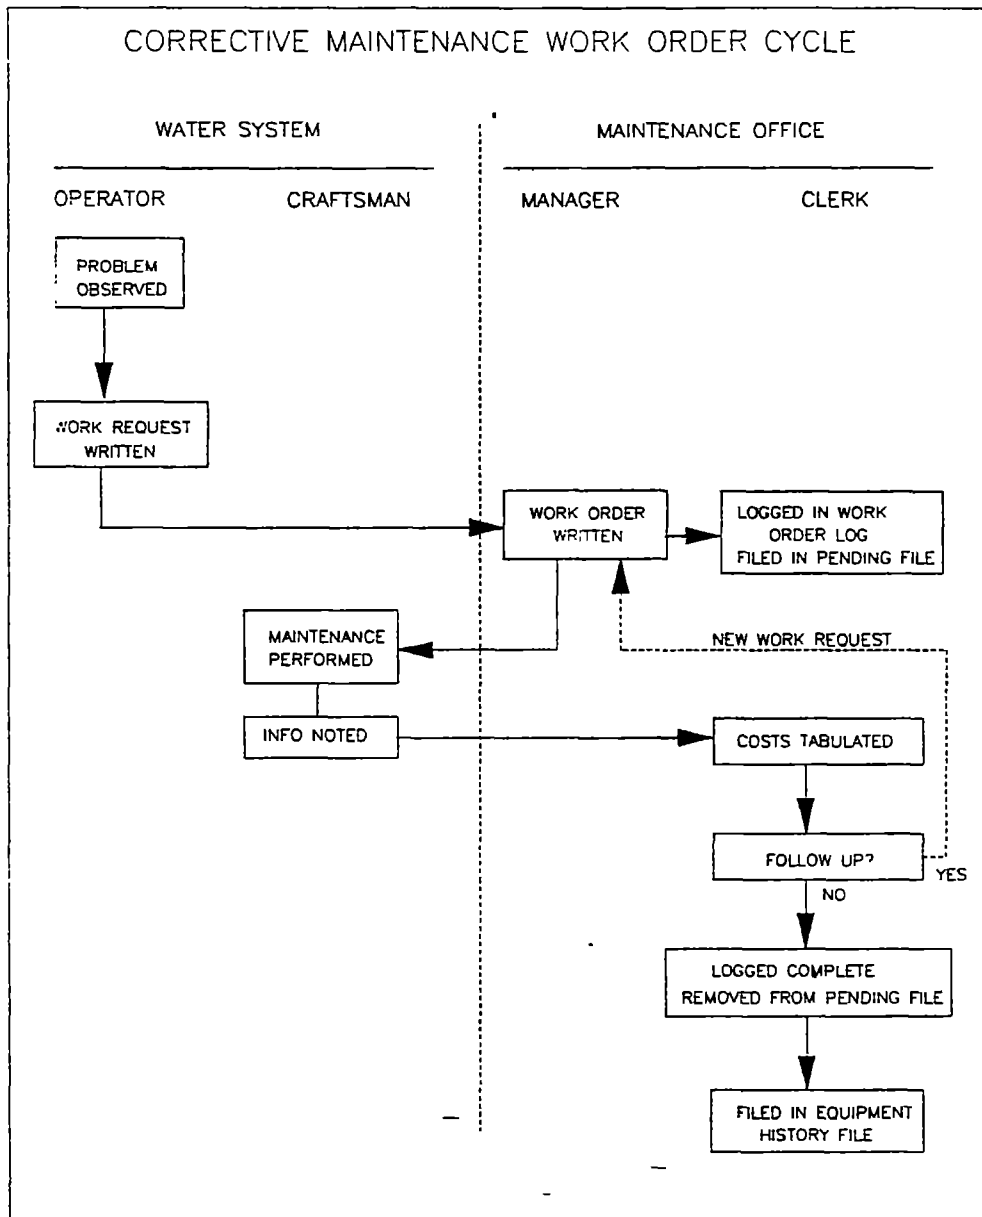 CORRECTIVE MAINTENANCE WORK ORDER CYCLE
WATER SYSTEM
MAINTENANCE OFFICE
OPERATOR
CRAFTSMAN
MANAGER
CLERK
PROBLEM
OBSERVED
WORK REQUEST
WRITTEN
WORK ORDER
WRITTEN
LOGGED IN WORK
ORDER LOG
FILED IN PENDING FILE
MAINTENANCE
PERFORMED
NEW WORK REQUEST
INFO NOTED
COSTS TABULATED
FOLLOW UP?
YES
NO
LOGGED COMPLETE
REMOVED FROM PENDING FILE
FILED IN EQUIPMENT
HISTORY FILE